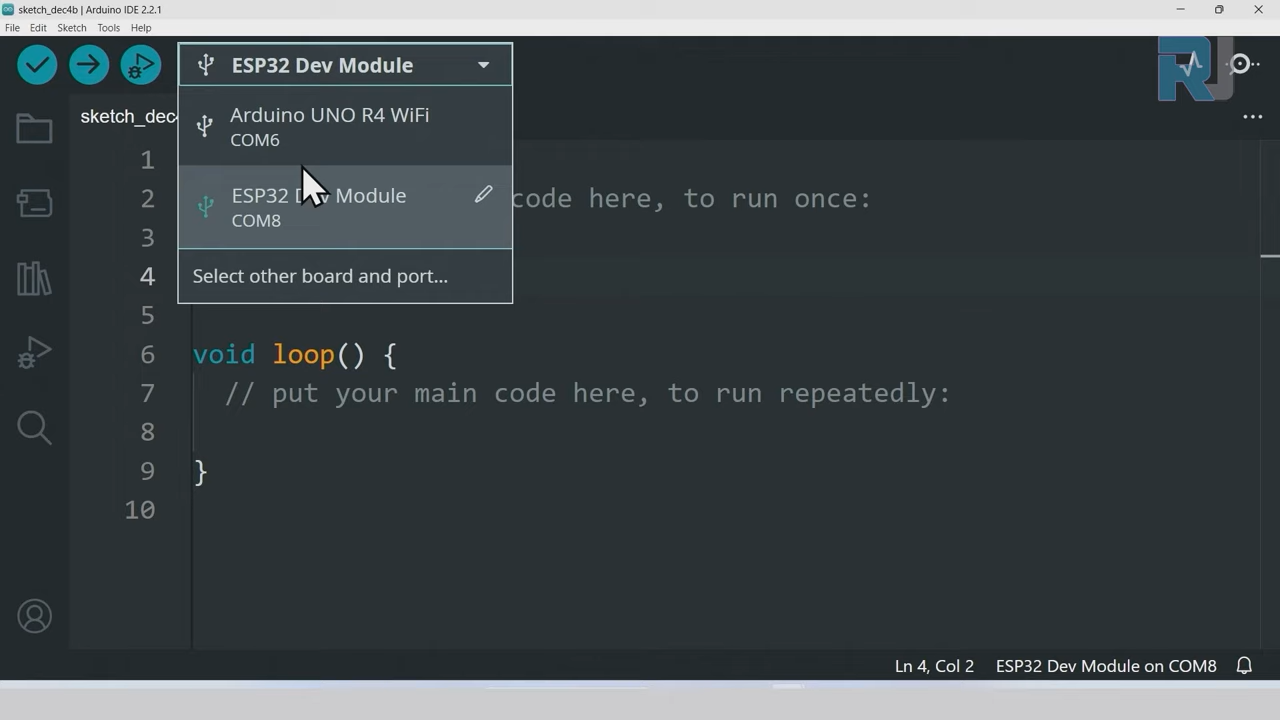 sketch_dec4b | Arduino IDE 2.2.1
File Edit Sketch Tools Help
ESP32 Dev Module
Arduino UNO R4 WiFi
COM6
ESP32 Module
COM8
Select other board and port...
1
2 code here, to run once:
3
4
5
6 void loop() {
7 // put your main code here, to run repeatedly:
8
9 }
10
Ln 4, Col 2 ESP32 Dev Module on COM8
RJ